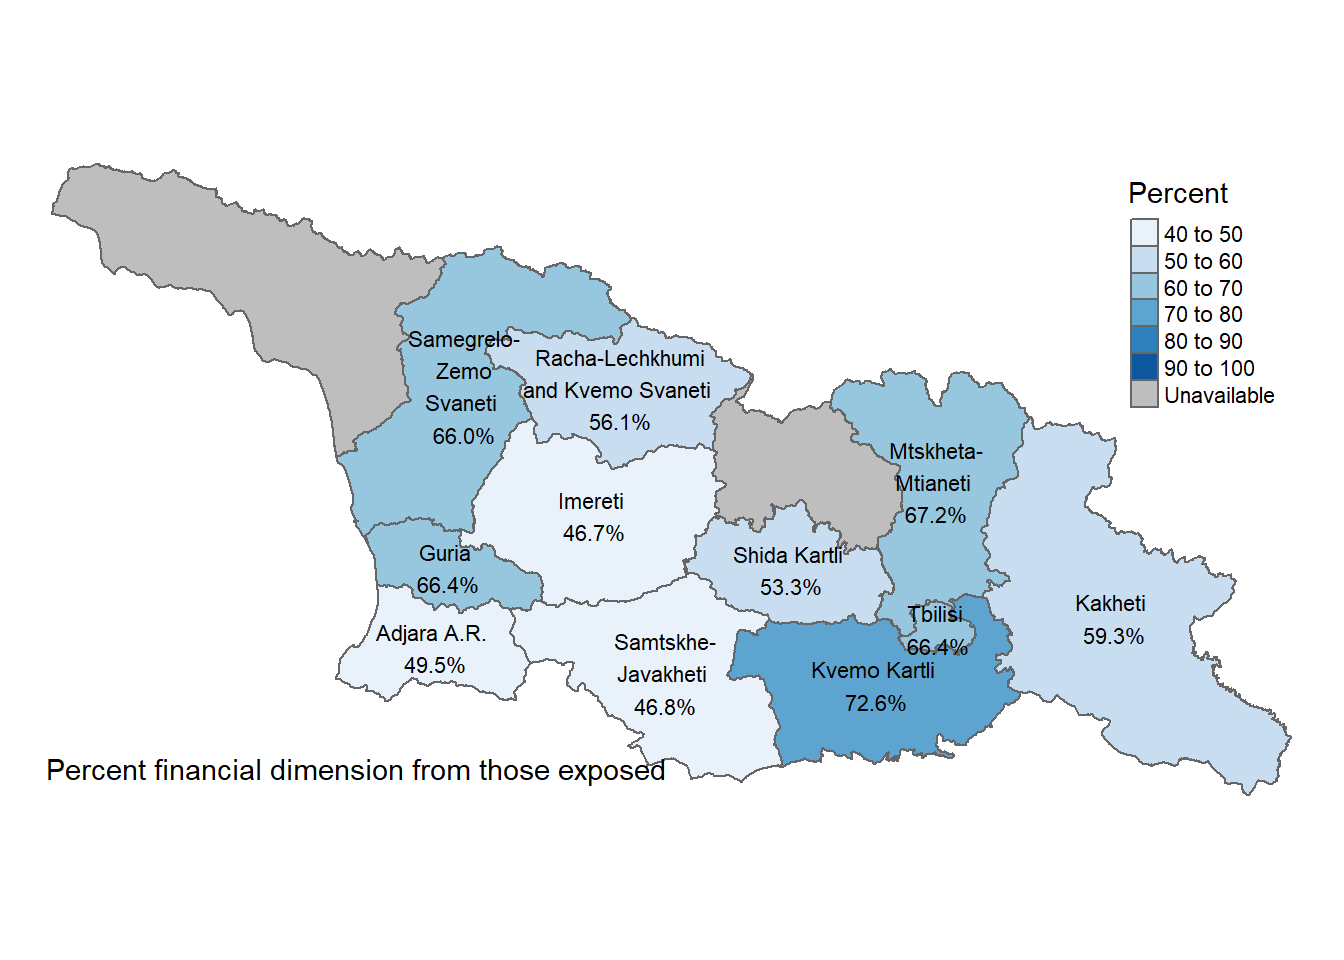 Percent
40 to 50
50 to 60
60 to 70
70 to 80
80 to 90
90 to 100
Unavailable
Samegrelo-
Zemo
Svaneti
66.0%
Racha-Lechkhumi
and Kvemo Svaneti
56.1%
Mtskheta-
Mtianeti
67.2%
Imereti
46.7%
Guria
66.4%
Shida Kartli
53.3%
Kakheti
59.3%
Tbilisi
66.4%
Adjara A.R.
49.5%
Samtskhe-
Javakheti
46.8%
Kvemo Kartli
72.6%
Percent financial dimension from those exposed